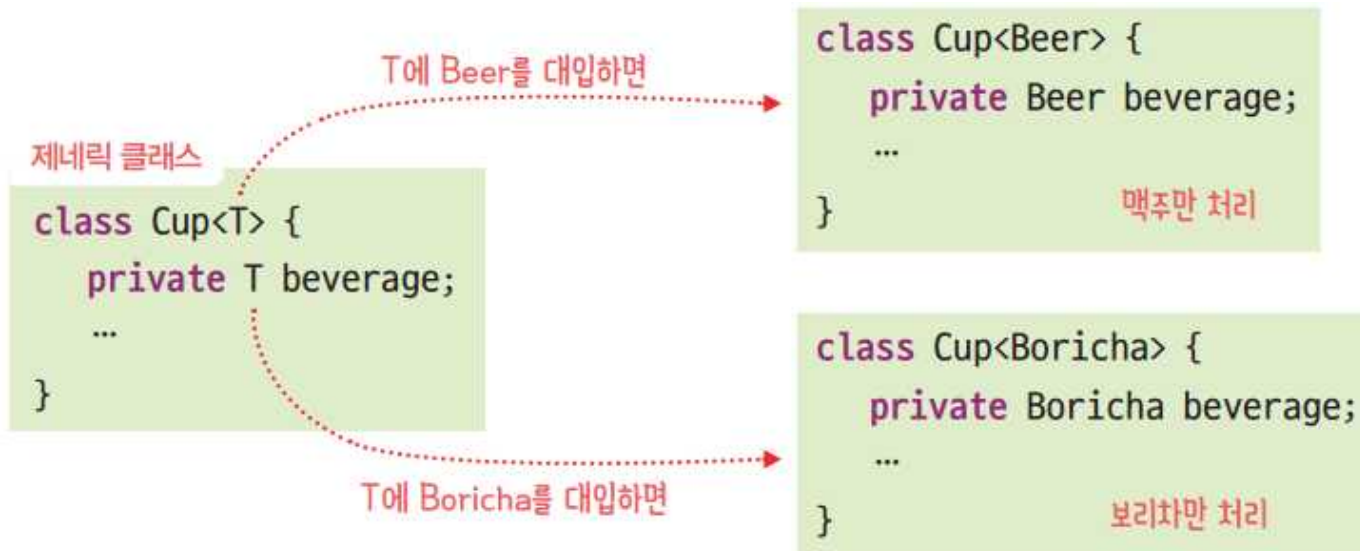 제네릭 클래스
class Cup<T> {
private T beverage;
…
}
T에 Beer를 대입하면
class Cup<Beer> {
private Beer beverage;
…
}
맥주만 처리
T에 Boricha를 대입하면
class Cup<Boricha> {
private Boricha beverage;
…
}
보리차만 처리